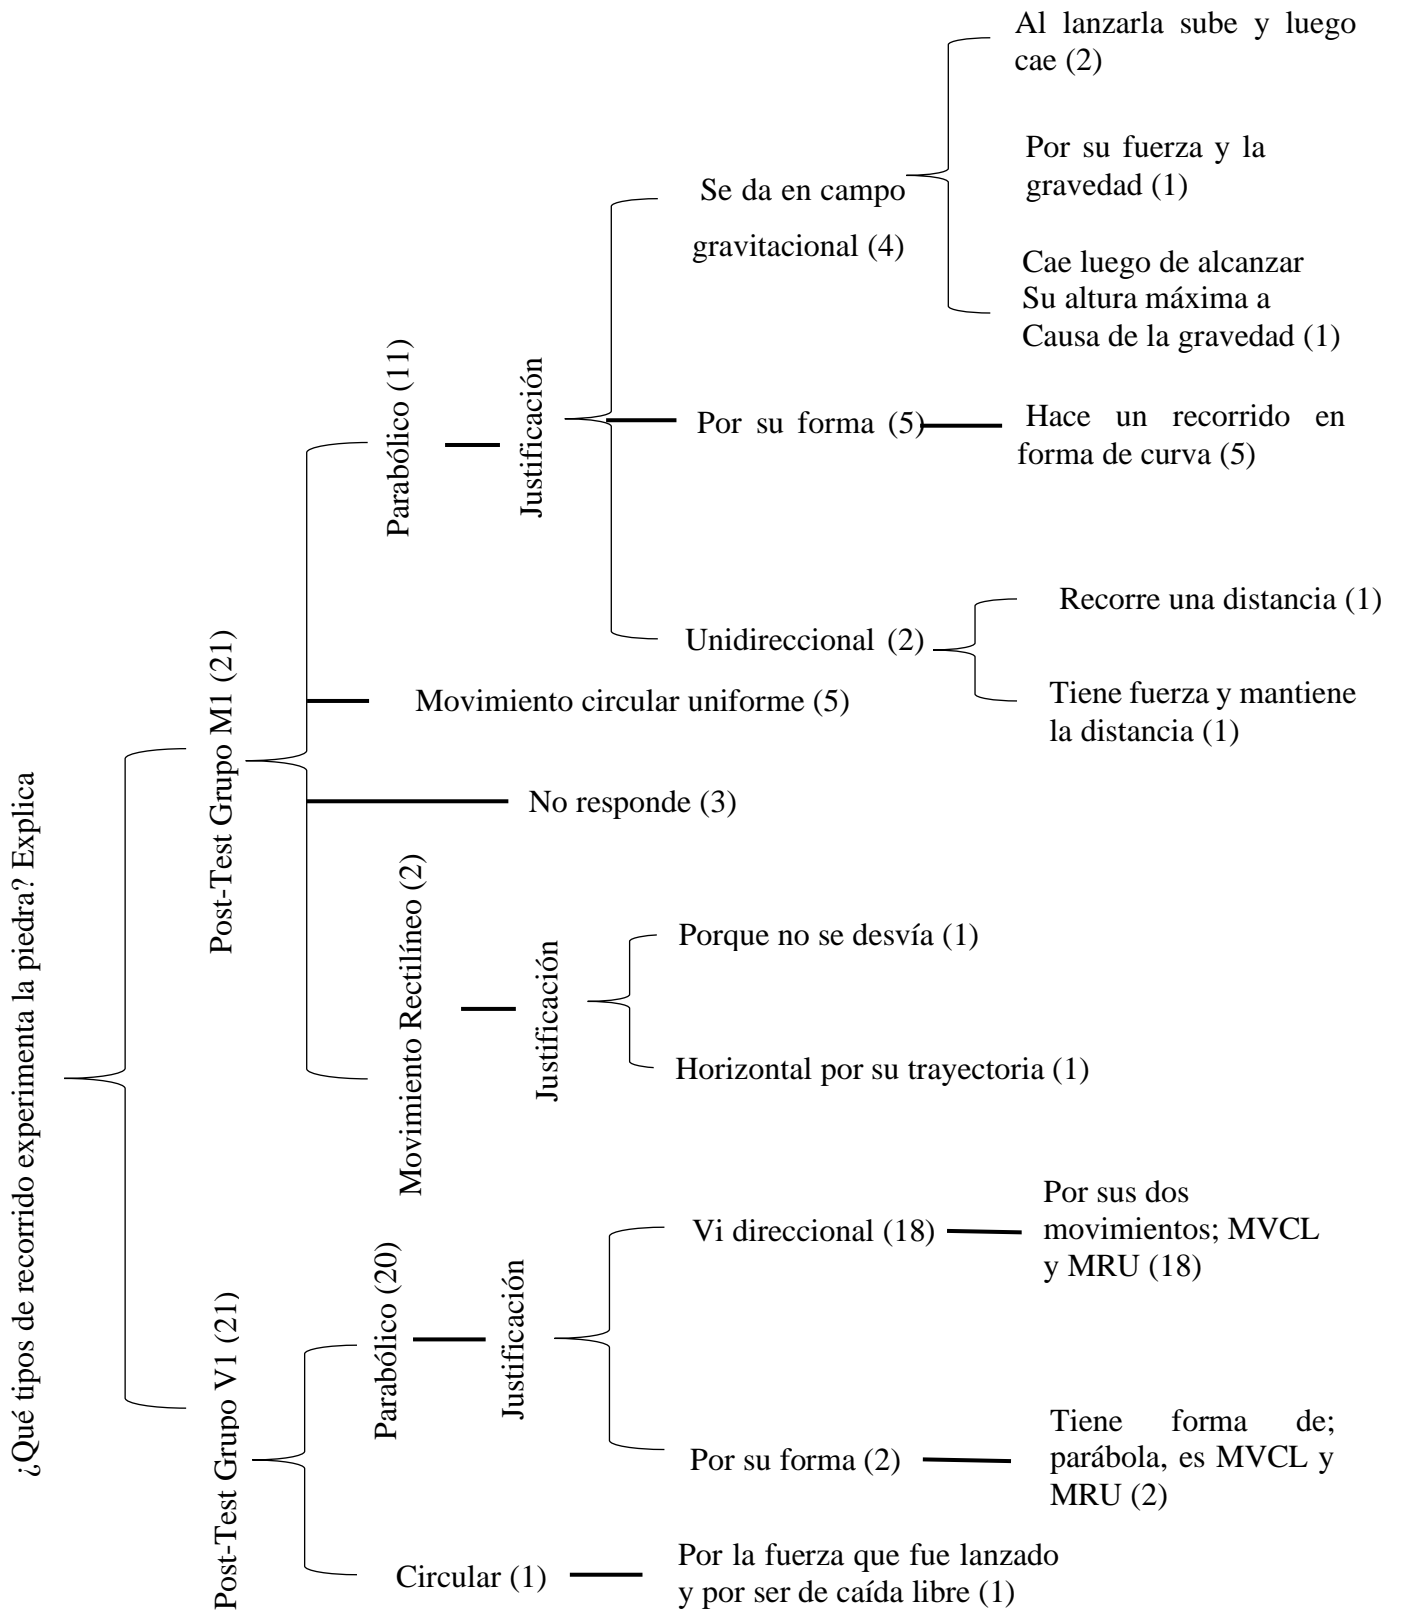 ¿Qué tipos de recorrido experimenta la piedra? Explica
Post-Test Grupo M1 (21)
Parabólico (11)
Justificación
Se da en campo
gravitacional (4)
Al lanzarla sube y luego
cae (2)
Por su fuerza y la
gravedad (1)
Cae luego de alcanzar
Su altura máxima a
Causa de la gravedad (1)
Por su forma (5)
Hace un recorrido en
forma de curva (5)
Unidireccional (2)
Recorre una distancia (1)
Tiene fuerza y mantiene
la distancia (1)
Movimiento circular uniforme (5)
No responde (3)
Movimiento Rectilíneo (2)
Justificación
Porque no se desvía (1)
Horizontal por su trayectoria (1)
Post-Test Grupo V1 (21)
Parabólico (20)
Justificación
Vi direccional (18)
Por sus dos
movimientos; MVCL
y MRU (18)
Por su forma (2)
Tiene forma de;
parábola, es MVCL y
MRU (2)
Circular (1)
Por la fuerza que fue lanzado
y por ser de caída libre (1)